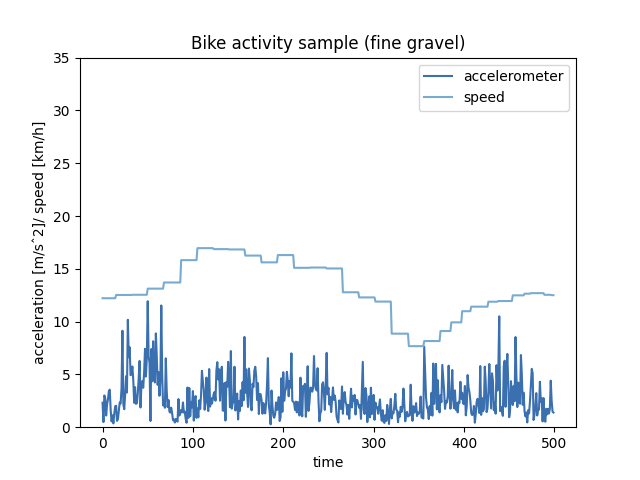 Bike activity sample (fine gravel)
accelerometer
speed
acceleration [m/s^2]/ speed [km/h]
35
30
25
20
15
10
5
0
0 100 200 300 400 500
time